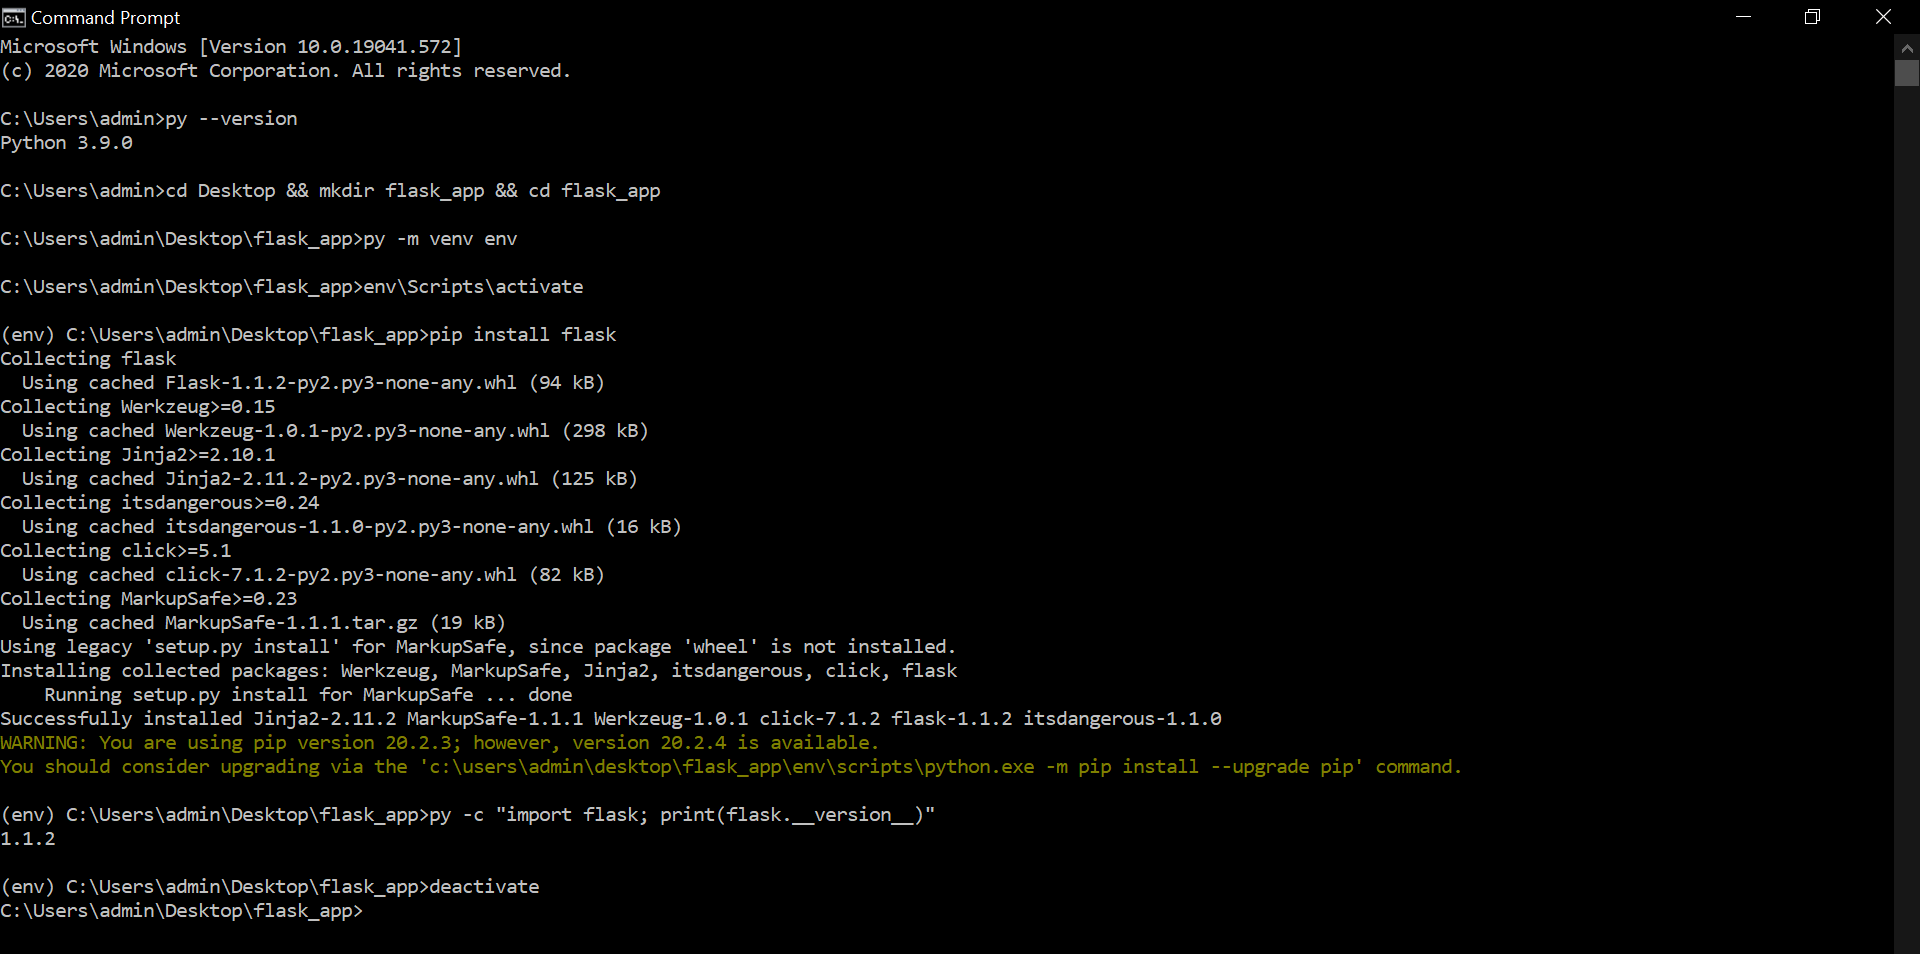 Command Prompt
Microsoft Windows [Version 10.0.19041.572]
(c) 2020 Microsoft Corporation. All rights reserved.
C:\Users\admin>py --version
Python 3.9.0
C:\Users\admin>cd Desktop && mkdir flask_app && cd flask_app
C:\Users\admin\Desktop\flask_app>py -m venv env
C:\Users\admin\Desktop\flask_app>env\Scripts\activate
(env) C:\Users\admin\Desktop\flask_app>pip install flask
Collecting flask
  Using cached Flask-1.1.2-py2.py3-none-any.whl (94 kB)
Collecting Werkzeug>=0.15
  Using cached Werkzeug-1.0.1-py2.py3-none-any.whl (298 kB)
Collecting Jinja2>=2.10.1
  Using cached Jinja2-2.11.2-py2.py3-none-any.whl (125 kB)
Collecting itsdangerous>=0.24
  Using cached itsdangerous-1.1.0-py2.py3-none-any.whl (16 kB)
Collecting click>=5.1
  Using cached click-7.1.2-py2.py3-none-any.whl (82 kB)
Collecting MarkupSafe>=0.23
  Using cached MarkupSafe-1.1.1.tar.gz (19 kB)
Using legacy 'setup.py install' for MarkupSafe, since package 'wheel' is not installed.
Installing collected packages: Werkzeug, MarkupSafe, Jinja2, itsdangerous, click, flask
    Running setup.py install for MarkupSafe ... done
Successfully installed Jinja2-2.11.2 MarkupSafe-1.1.1 Werkzeug-1.0.1 click-7.1.2 flask-1.1.2 itsdangerous-1.1.0
WARNING: You are using pip version 20.2.3; however, version 20.2.4 is available.
You should consider upgrading via the 'c:\users\admin\desktop\flask_app\env\scripts\python.exe -m pip install --upgrade pip' command.
(env) C:\Users\admin\Desktop\flask_app>py -c "import flask; print(flask.__version__)"
1.1.2
(env) C:\Users\admin\Desktop\flask_app>deactivate
C:\Users\admin\Desktop\flask_app>